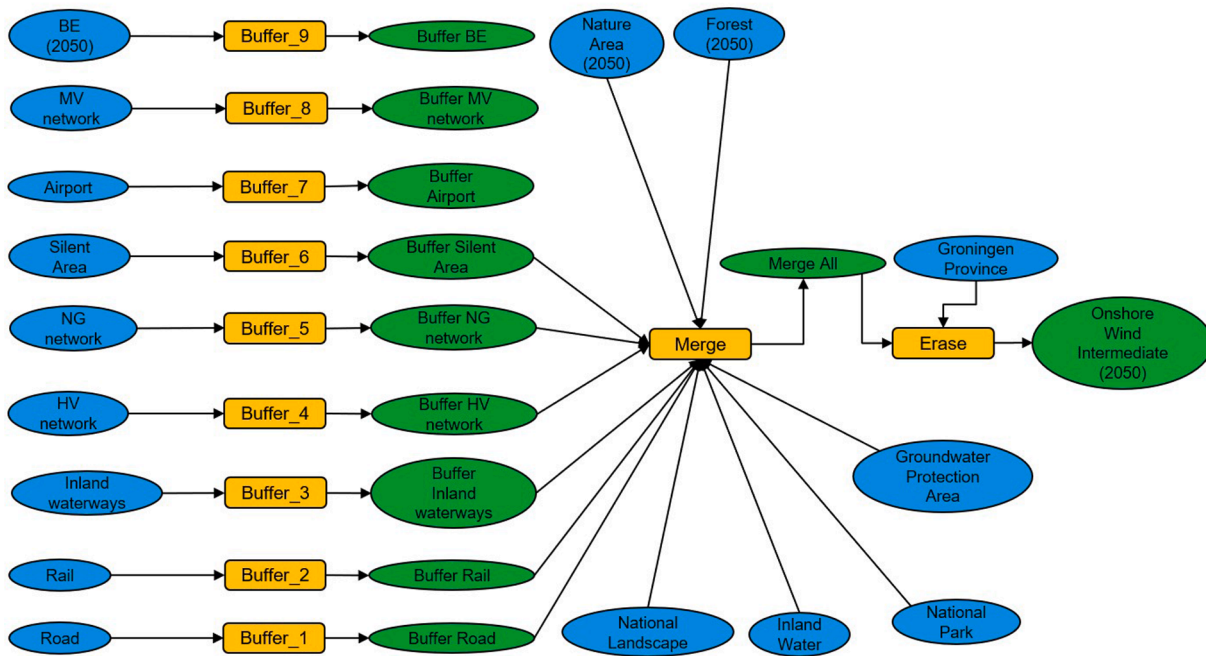 BE
(2050)
Buffer_9
Buffer BE
Nature
Area
(2050)
Forest
(2050)
MV
network
Buffer_8
Buffer MV
network
Airport
Buffer_7
Buffer
Airport
Silent
Area
Buffer_6
Buffer Silent
Area
Merge All
Groningen
Province
NG
network
Buffer_5
Buffer NG
network
Merge
Erase
Onshore
Wind
Intermediate
(2050)
HV
network
Buffer_4
Buffer HV
network
Inland
waterways
Buffer_3
Buffer
Inland
waterways
Groundwater
Protection
Area
Rail
Buffer_2
Buffer Rail
Road
Buffer_1
Buffer Road
National
Landscape
Inland
Water
National
Park